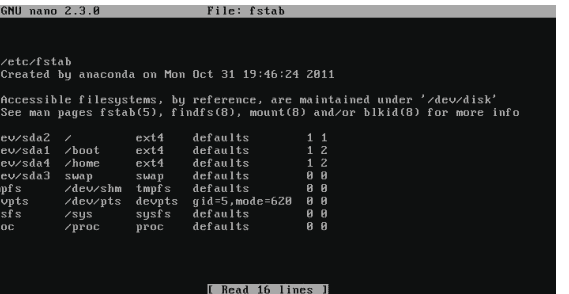 GNU nano 2.3.0 File: fstab
/etc/fstab
Created by anaconda on Mon Oct 31 19:46:24 2011
Accessible filesystems, by reference, are maintained under '/dev/disk'
See man pages fstab(5), findfs(8), mount(8) and/or blkid(8) for more info
ev/sda2 / ext4 defaults 1 1
ev/sda1 /boot ext4 defaults 1 2
ev/sda4 /home ext4 defaults 1 2
ev/sda3 swap swap defaults 0 0
pfs /dev/shm tmpfs defaults 0 0
vpts /dev/pts devpts gid=5,mode=620 0 0
sfs /sys sysfs defaults 0 0
oc /proc proc defaults 0 0
[ Read 16 lines ]